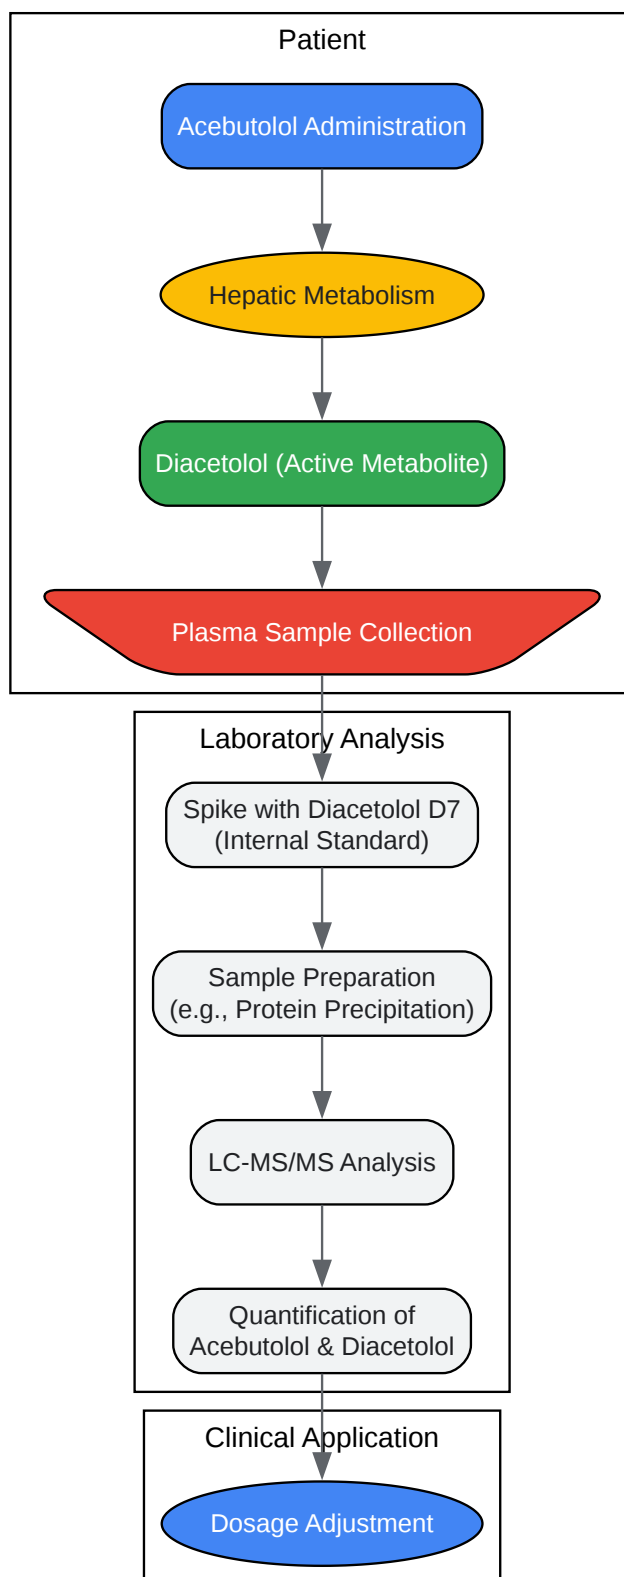 Patient
Acebutolol Administration
Hepatic Metabolism
Diacetolol (Active Metabolite)
Plasma Sample Collection
Laboratory Analysis
Spike with Diacetolol D7
(Internal Standard)
Sample Preparation
(e.g., Protein Precipitation)
LC-MS/MS Analysis
Quantification of
Acebutolol & Diacetolol
Clinical Application
Dosage Adjustment